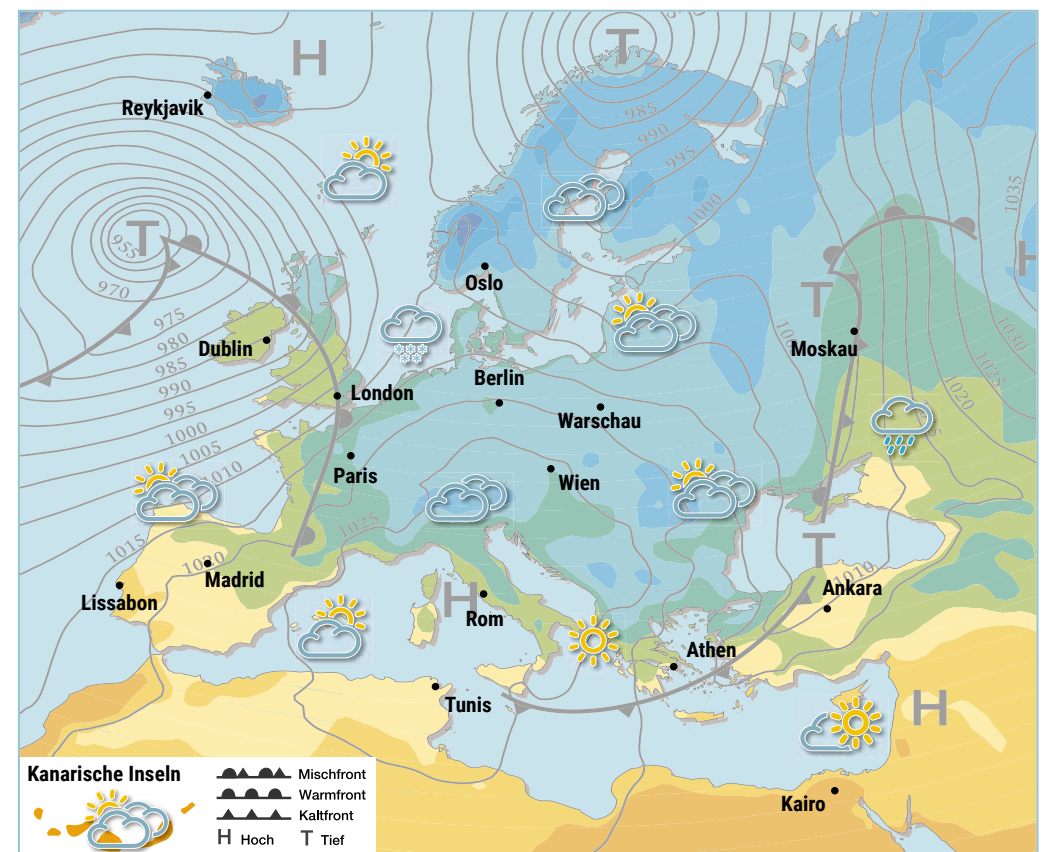 H
T
Reykjavik
985
990
995
1035
1000
T
955
970
H
Oslo
T
975
980
Dublin
985
Moskau
1030
990
Berlin
1025
London
995
1020
Warschau
1000
1005
Paris
Wien
1010
1025
1015
1020
T
Madrid
1010
Ankara
Lissabon
H
Rom
Athen
Tunis
H
Kanarische Inseln
Mischfront
Warmfront
Kaltfront
H Hoch T Tief
Kairo